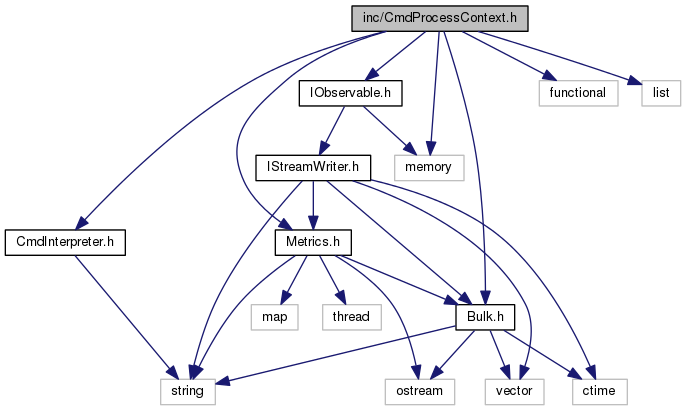 inc/CmdProcessContext.h
IObservable.h
functional
list
IStreamWriter.h
memory
CmdInterpreter.h
Metrics.h
map
thread
Bulk.h
string
ostream
vector
ctime